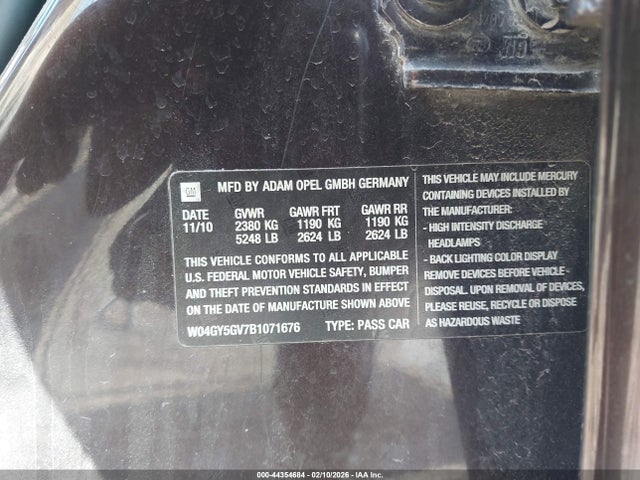 GM
MFD BY ADAM OPEL GMBH GERMANY
DATE GVWR GAWR FRT GAWR RR
11/10 2380 KG 1190 KG 1190 KG
5248 LB 2624 LB 2624 LB
THIS VEHICLE CONFORMS TO ALL APPLICABLE
U.S. FEDERAL MOTOR VEHICLE SAFETY, BUMPER
AND THEFT PREVENTION STANDARDS IN EFFECT
ON THE DATE OF MANUFACTURE SHOWN ABOVE
W04GY5GV7B1071676 TYPE: PASS CAR
THIS VEHICLE MAY INCLUDE MERCURY
CONTAINING DEVICES INSTALLED BY
THE MANUFACTURER:
- HIGH INTENSITY DISCHARGE
HEADLAMPS
- BACK LIGHTING COLOR DISPLAY
REMOVE DEVICES BEFORE VEHICLE
DISPOSAL. UPON REMOVAL OF DEVICES,
PLEASE REUSE, RECYCLE OR DISPOSE
AS HAZARDOUS WASTE
000-44354684 - 02/10/2026 - IAA Inc.